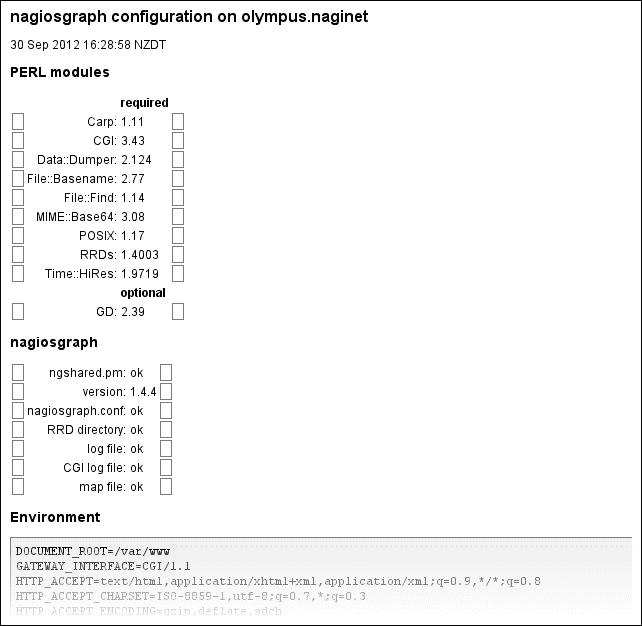 nagiosgraph configuration on olympus.naginet
30 Sep 2012 16:28:58 NZDT
PERL modules
required
Carp: 1.11
CGI: 3.43
Data::Dumper: 2.124
File::Basename: 2.77
File::Find: 1.14
MIME::Base64: 3.08
POSIX: 1.17
RRDs: 1.4003
Time::HiRes: 1.9719
optional
GD: 2.39
nagiosgraph
ngshared.pm: ok
version: 1.4.4
nagiosgraph.conf: ok
RRD directory: ok
log file: ok
CGI log file: ok
map file: ok
Environment
DOCUMENT_ROOT=/var/www
GATEWAY_INTERFACE=CGI/1.1
HTTP_ACCEPT=text/html,application/xhtml+xml,application/xml;q=0.9,*/*;q=0.8
HTTP_ACCEPT_CHARSET=ISO-8859-1,utf-8;q=0.7,*;q=0.3
HTTP_ACCEPT_ENCODING=gzip,deflate,sdch